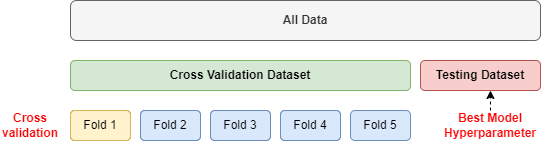 All Data
Cross Validation Dataset
Testing Dataset
Cross
validation
Fold 1
Fold 2
Fold 3
Fold 4
Fold 5
Best Model
Hyperparameter